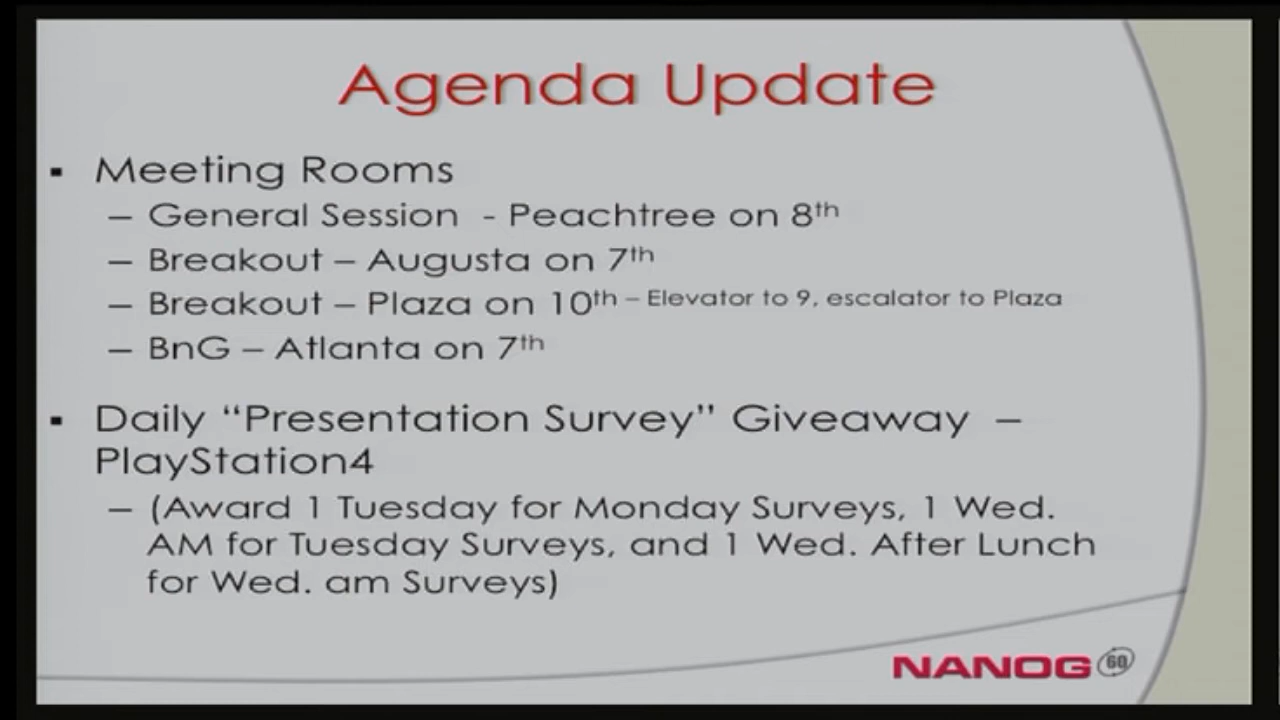 Agenda Update
▪ Meeting Rooms
– General Session - Peachtree on 8th
– Breakout – Augusta on 7th
– Breakout – Plaza on 10th – Elevator to 9, escalator to Plaza
– BnG – Atlanta on 7th
▪ Daily “Presentation Survey” Giveaway –
PlayStation4
– (Award 1 Tuesday for Monday Surveys, 1 Wed.
AM for Tuesday Surveys, and 1 Wed. After Lunch
for Wed. am Surveys)
NANOG 60